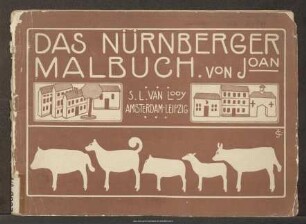 DAS NÜRNBERGER
MALBUCH. VON JOAN
S. L. VAN LOOY
AMSTERDAM-LEIPZIG